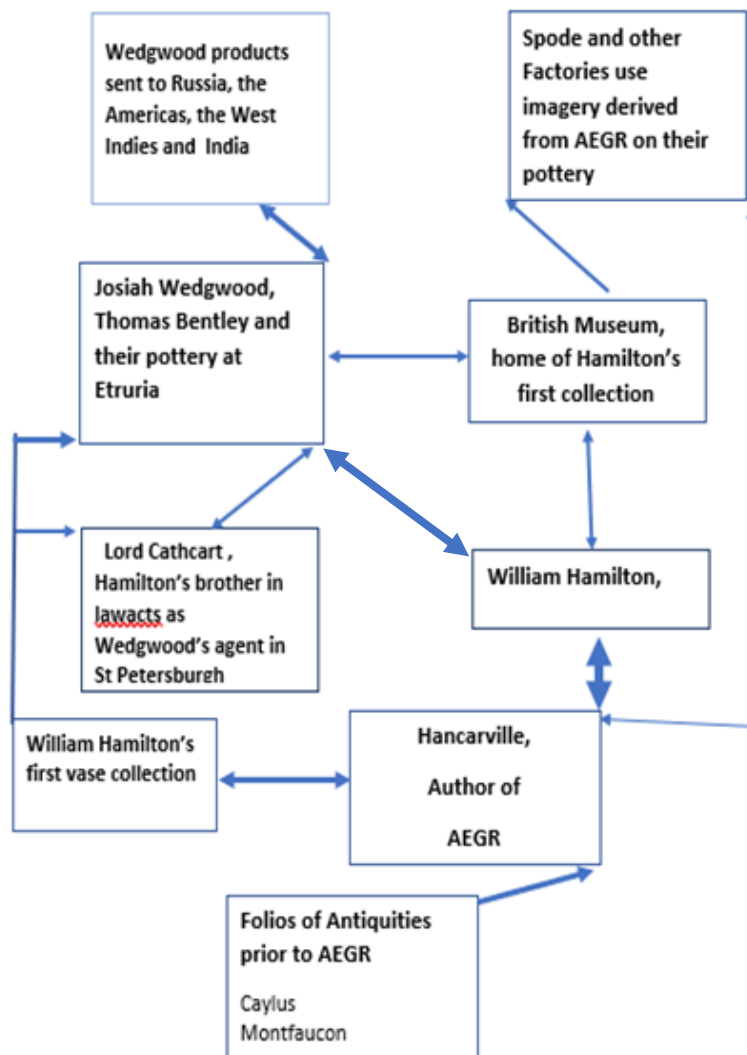 Wedgwood products
sent to Russia, the
Americas, the West
Indies and India
Spode and other
Factories use
imagery derived
from AEGR on their
pottery
Josiah Wedgwood,
Thomas Bentley and
their pottery at
Etruria
British Museum,
home of Hamilton's
first collection
Lord Cathcart ,
Hamilton's brother in
lawacts as
Wedgwood's agent in
St Petersburgh
William Hamilton,
William Hamilton's
first vase collection
Hancarville,
Author of
AEGR
Folios of Antiquities
prior to AEGR
Caylus
Montfaucon